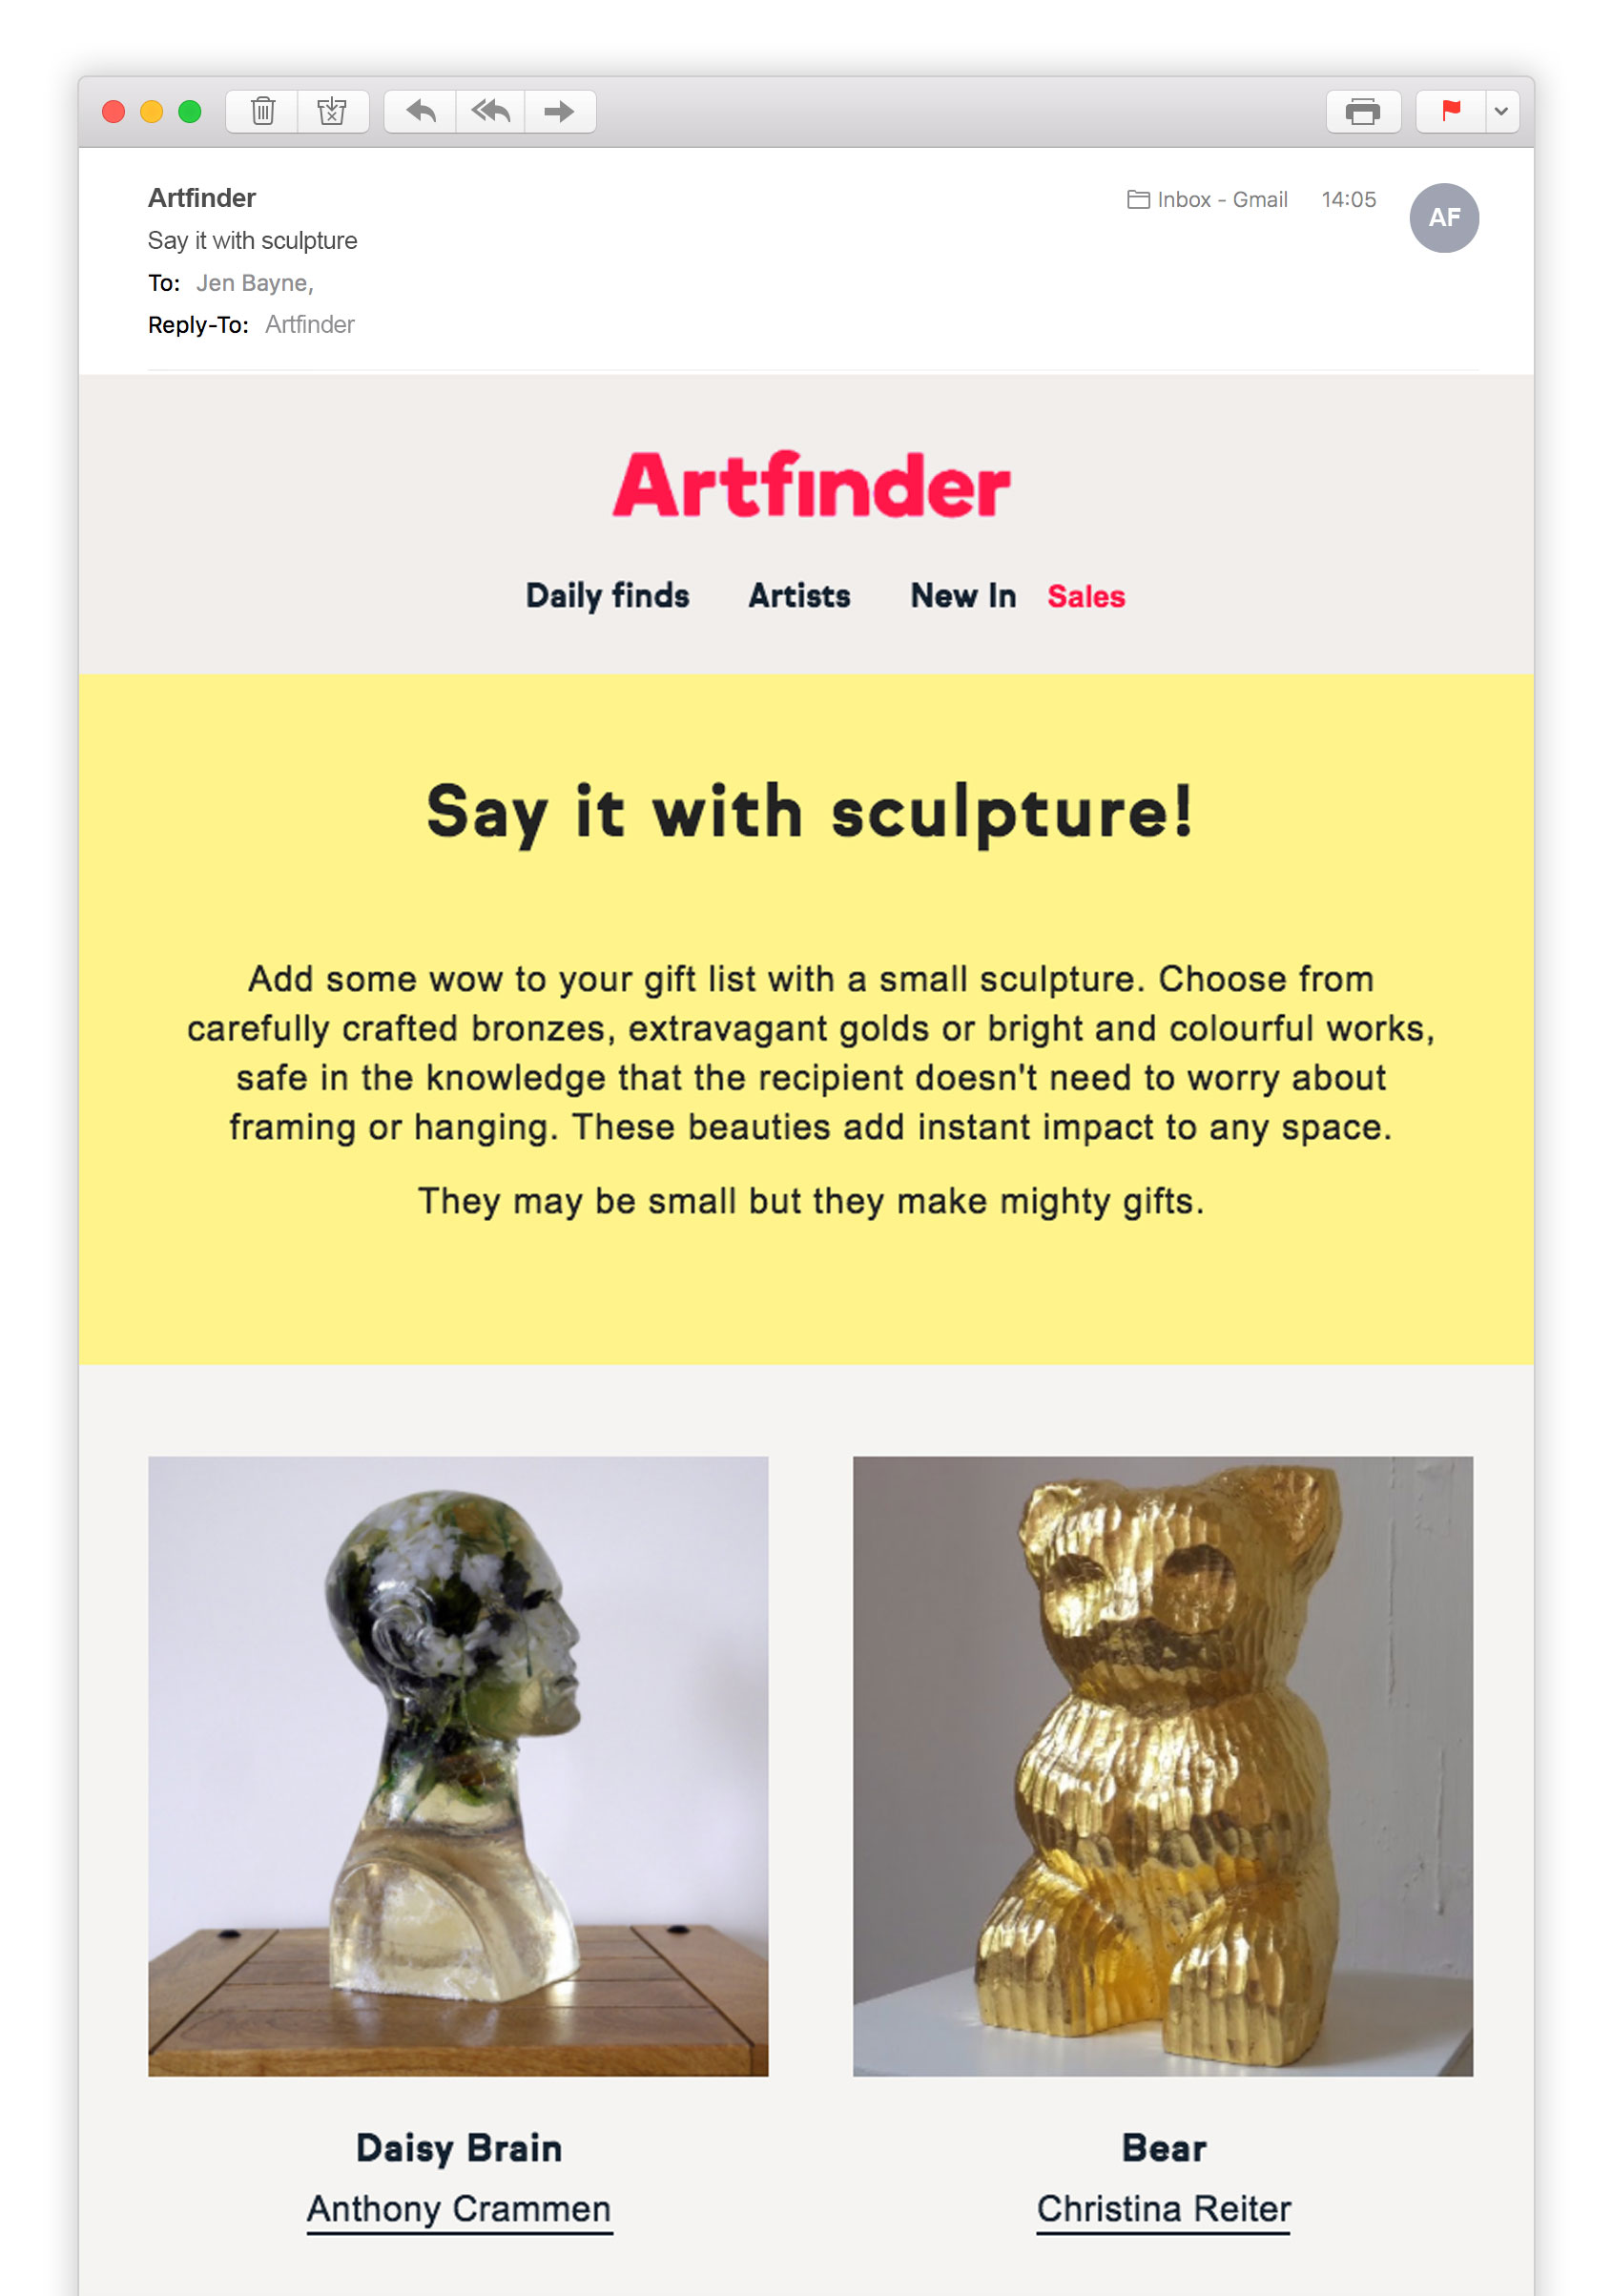 Artfinder
Inbox - Gmail
14:05
AF
Say it with sculpture
To: Jen Bayne,
Reply-To: Artfinder
Artfinder
Daily finds Artists New In Sales
Say it with sculpture!
Add some wow to your gift list with a small sculpture. Choose from
carefully crafted bronzes, extravagant golds or bright and colourful works,
safe in the knowledge that the recipient doesn't need to worry about
framing or hanging. These beauties add instant impact to any space.
They may be small but they make mighty gifts.
Daisy Brain
Anthony Crammen
Bear
Christina Reiter